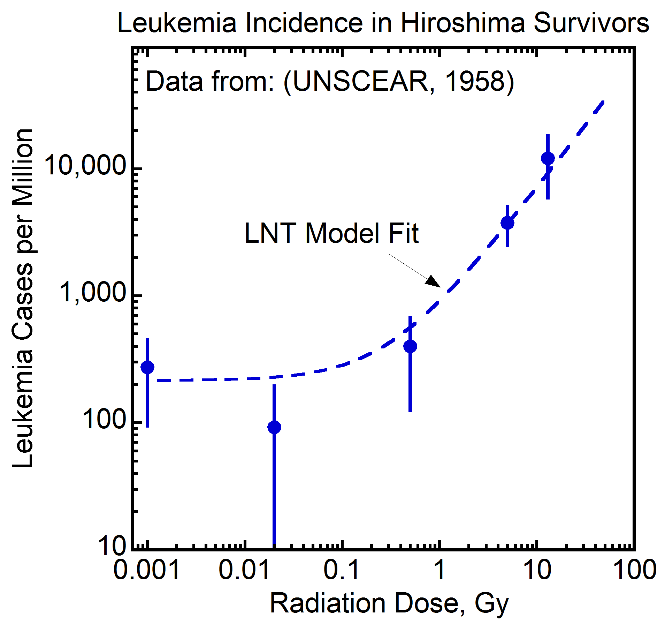 Leukemia Incidence in Hiroshima Survivors
Data from: (UNSCEAR, 1958)
Leukemia Cases per Million
10,000
1,000
100
10
LNT Model Fit
0.001
0.01
0.1
1
10
100
Radiation Dose, Gy